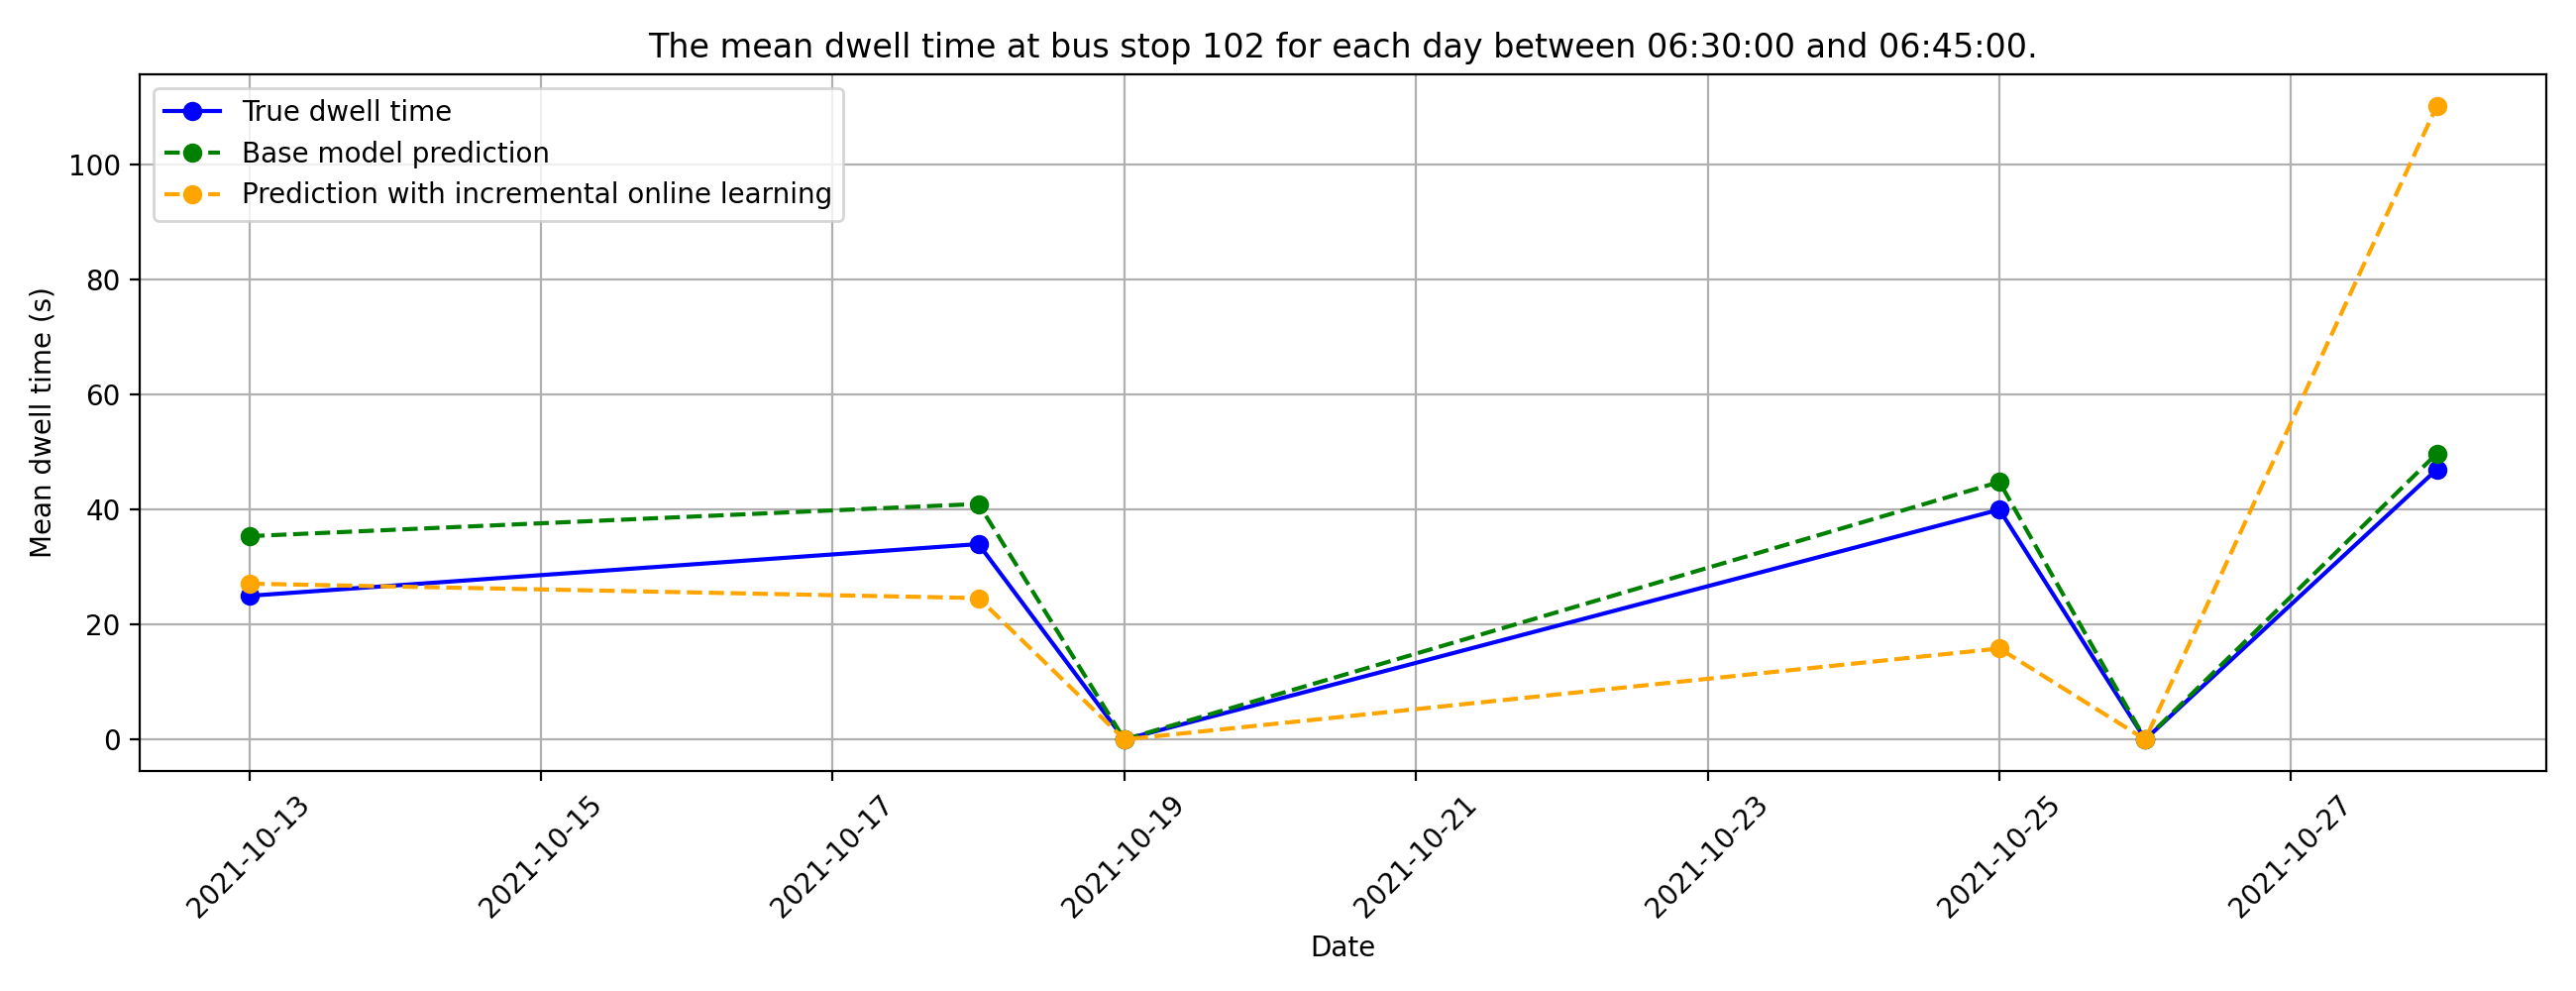 The mean dwell time at bus stop 102 for each day between 06:30:00 and 06:45:00.
True dwell time
Base model prediction
Prediction with incremental online learning
Mean dwell time (s)
100
80
60
40
20
0
2021-10-13
2021-10-15
2021-10-17
2021-10-19
2021-10-21
2021-10-23
2021-10-25
2021-10-27
Date